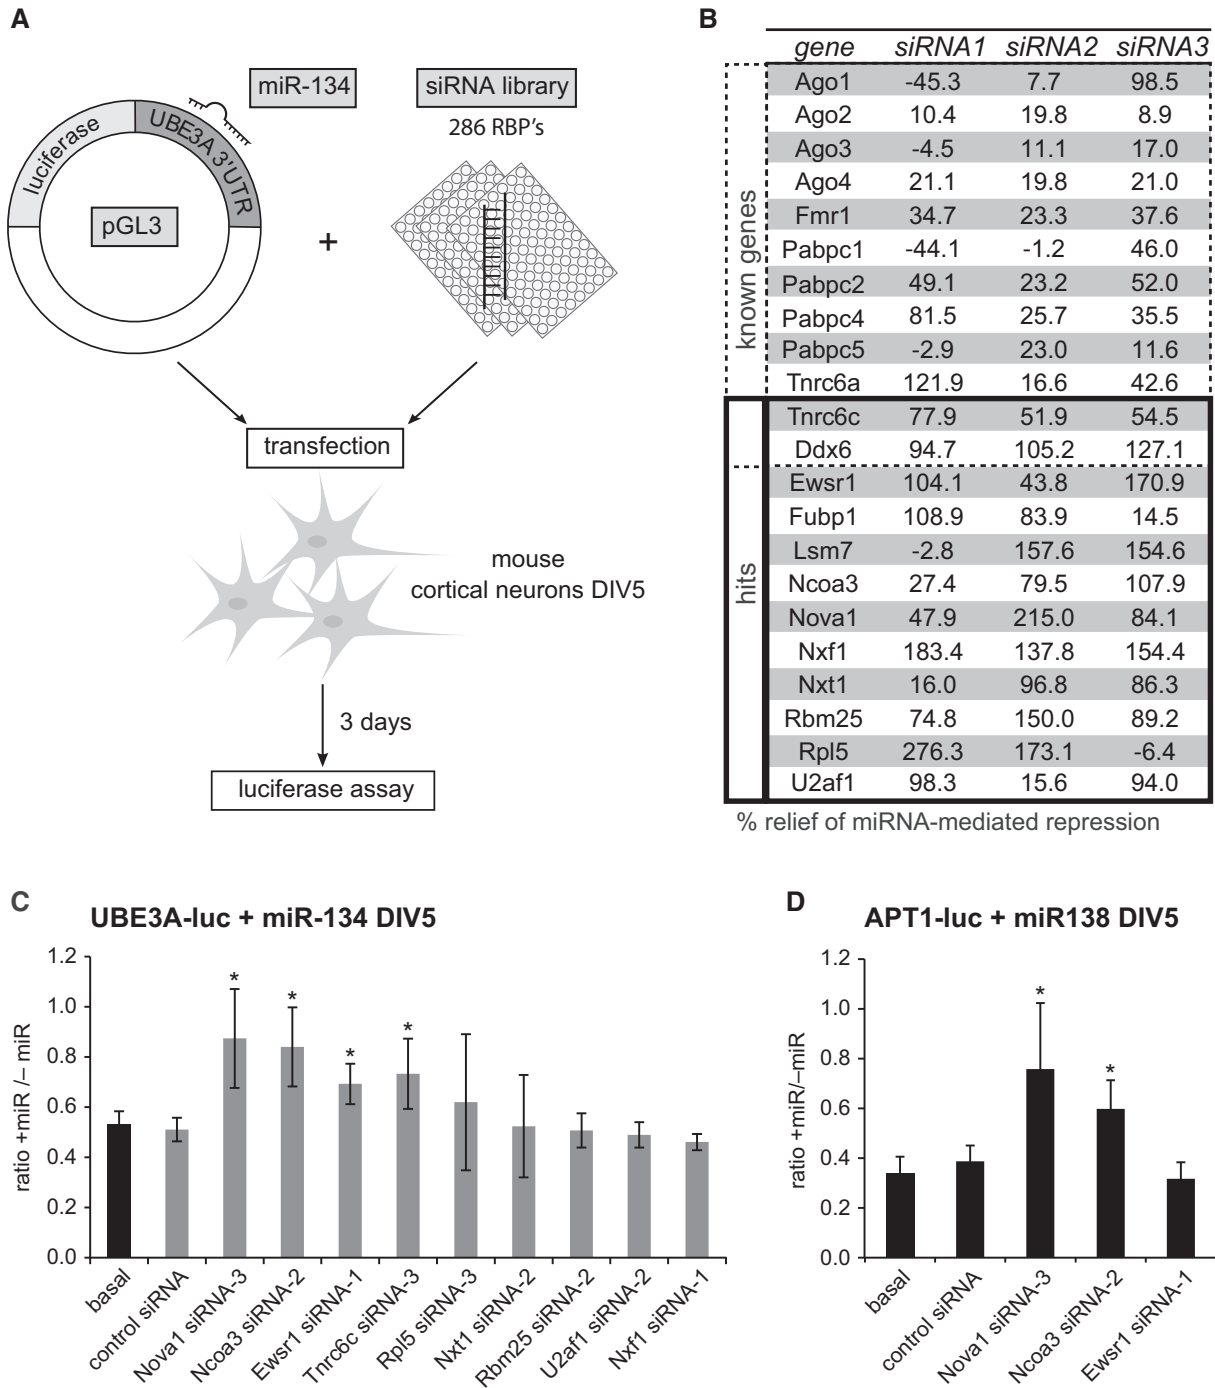 A
miR-134
siRNA library
286 RBP's
luciferase
UBE3A 3'UTR
pGL3
+
transfection
mouse
cortical neurons DIV5
3 days
luciferase assay
B
gene siRNA1 siRNA2 siRNA3
known genes
Ago1 -45.3 7.7 98.5
Ago2 10.4 19.8 8.9
Ago3 -4.5 11.1 17.0
Ago4 21.1 19.8 21.0
Fmr1 34.7 23.3 37.6
Pabpc1 -44.1 -1.2 46.0
Pabpc2 49.1 23.2 52.0
Pabpc4 81.5 25.7 35.5
Pabpc5 -2.9 23.0 11.6
Tnrc6a 121.9 16.6 42.6
Tnrc6c 77.9 51.9 54.5
Ddx6 94.7 105.2 127.1
hits
Ewsr1 104.1 43.8 170.9
Fubp1 108.9 83.9 14.5
Lsm7 -2.8 157.6 154.6
Ncoa3 27.4 79.5 107.9
Nova1 47.9 215.0 84.1
Nxf1 183.4 137.8 154.4
Nxt1 16.0 96.8 86.3
Rbm25 74.8 150.0 89.2
Rpl5 276.3 173.1 -6.4
U2af1 98.3 15.6 94.0
% relief of miRNA-mediated repression
C
UBE3A-luc + miR-134 DIV5
ratio +miR /– miR
1.2
1.0
0.8
0.6
0.4
0.2
0.0
* * * *
basal
control siRNA
Nova1 siRNA-3
Ncoa3 siRNA-2
Ewsr1 siRNA-1
Tnrc6c siRNA-3
Rpl5 siRNA-3
Nxt1 siRNA-2
Rbm25 siRNA-2
U2af1 siRNA-2
Nxf1 siRNA-1
D
APT1-luc + miR138 DIV5
ratio +miR/–miR
1.2
1.0
0.8
0.6
0.4
0.2
0.0
* *
basal
control siRNA
Nova1 siRNA-3
Ncoa3 siRNA-2
Ewsr1 siRNA-1